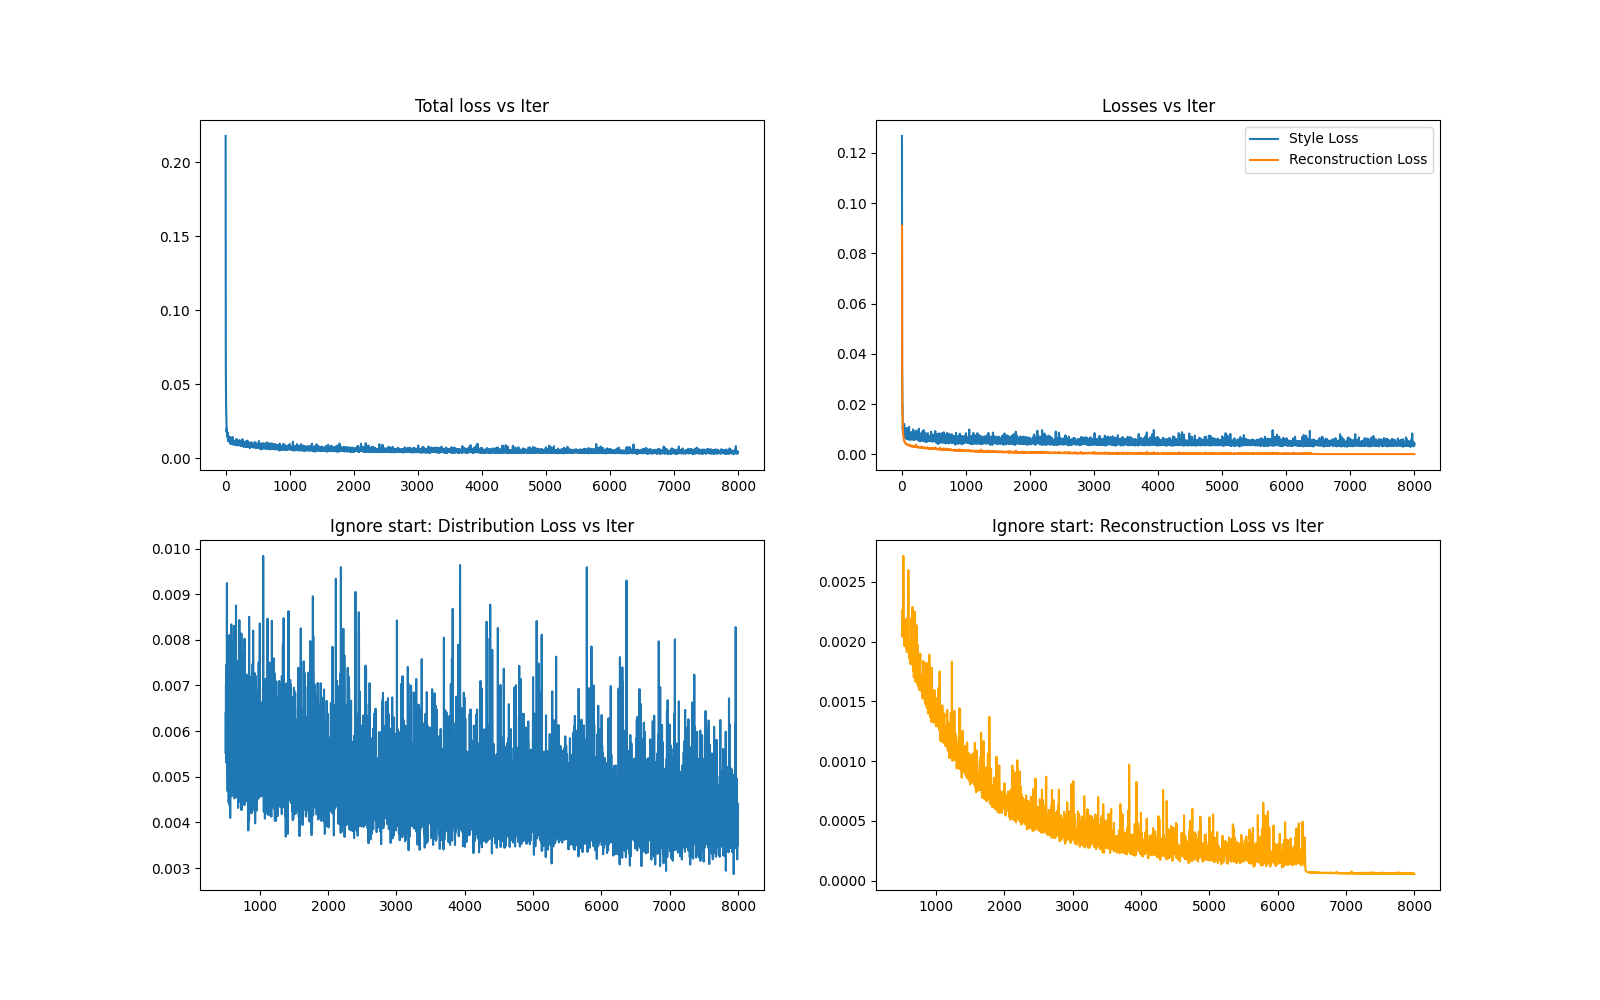 Total loss vs Iter
0.20
0.15
0.10
0.05
0.00
0 1000 2000 3000 4000 5000 6000 7000 8000
Losses vs Iter
Style Loss
Reconstruction Loss
0.12
0.10
0.08
0.06
0.04
0.02
0.00
0 1000 2000 3000 4000 5000 6000 7000 8000
Ignore start: Distribution Loss vs Iter
0.010
0.009
0.008
0.007
0.006
0.005
0.004
0.003
1000 2000 3000 4000 5000 6000 7000 8000
Ignore start: Reconstruction Loss vs Iter
0.0025
0.0020
0.0015
0.0010
0.0005
0.0000
1000 2000 3000 4000 5000 6000 7000 8000